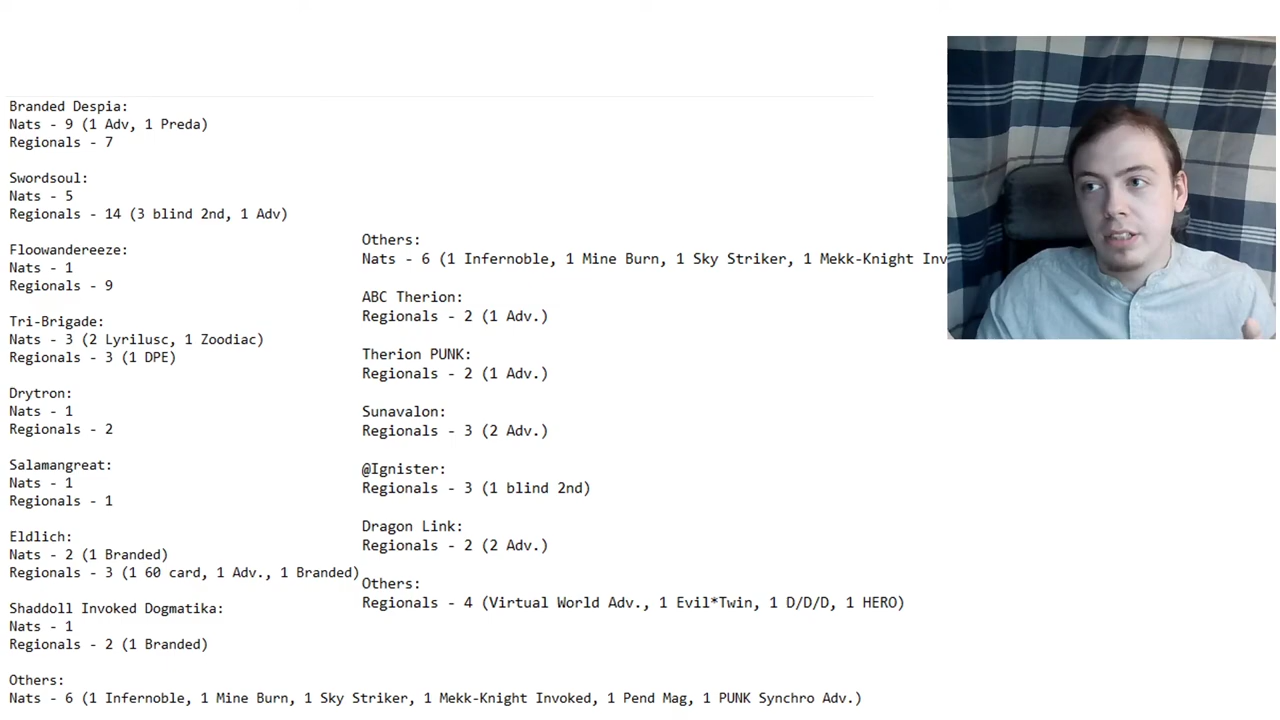 Branded Despia:
Nats - 9 (1 Adv, 1 Preda)
Regionals - 7
Swordsoul:
Nats - 5
Regionals - 14 (3 blind 2nd, 1 Adv)
Floowandereeze:
Nats - 1
Regionals - 9
Tri-Brigade:
Nats - 3 (2 Lyrilusc, 1 Zoodiac)
Regionals - 3 (1 DPE)
Drytron:
Nats - 1
Regionals - 2
Salamangreat:
Nats - 1
Regionals - 1
Eldlich:
Nats - 2 (1 Branded)
Regionals - 3 (1 60 card, 1 Adv., 1 Branded)
Shaddoll Invoked Dogmatika:
Nats - 1
Regionals - 2 (1 Branded)
Others:
Nats - 6 (1 Infernoble, 1 Mine Burn, 1 Sky Striker, 1 Mekk-Knight Invoked, 1 Pend Mag, 1 PUNK Synchro Adv.)
Others:
Nats - 6 (1 Infernoble, 1 Mine Burn, 1 Sky Striker, 1 Mekk-Knight Inv
ABC Therion:
Regionals - 2 (1 Adv.)
Therion PUNK:
Regionals - 2 (1 Adv.)
Sunavalon:
Regionals - 3 (2 Adv.)
@Ignister:
Regionals - 3 (1 blind 2nd)
Dragon Link:
Regionals - 2 (2 Adv.)
Others:
Regionals - 4 (Virtual World Adv., 1 Evil*Twin, 1 D/D/D, 1 HERO)